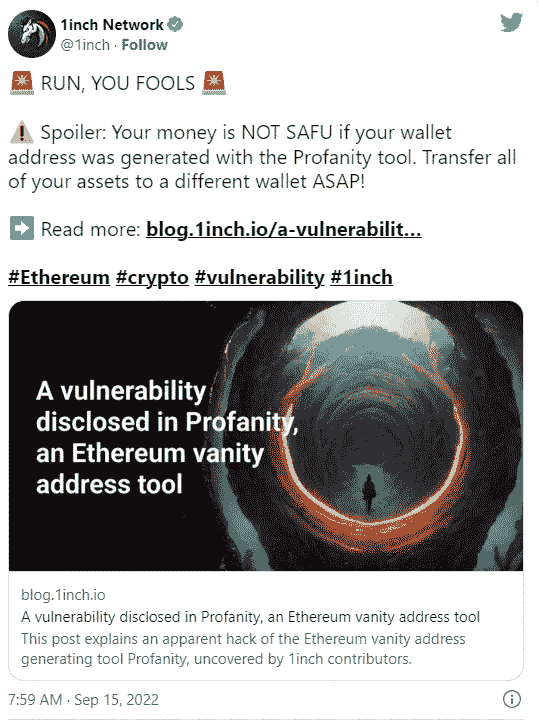 1inch Network
@1inch · Follow
🚨 RUN, YOU FOOLS 🚨
⚠️ Spoiler: Your money is NOT SAFU if your wallet
address was generated with the Profanity tool. Transfer all
of your assets to a different wallet ASAP!
➡️ Read more: blog.1inch.io/a-vulnerabilit...
#Ethereum #crypto #vulnerability #1inch
A vulnerability
disclosed in Profanity,
an Ethereum vanity
address tool
blog.1inch.io
A vulnerability disclosed in Profanity, an Ethereum vanity address tool
This post explains an apparent hack of the Ethereum vanity address
generating tool Profanity, uncovered by 1inch contributors.
7:59 AM · Sep 15, 2022